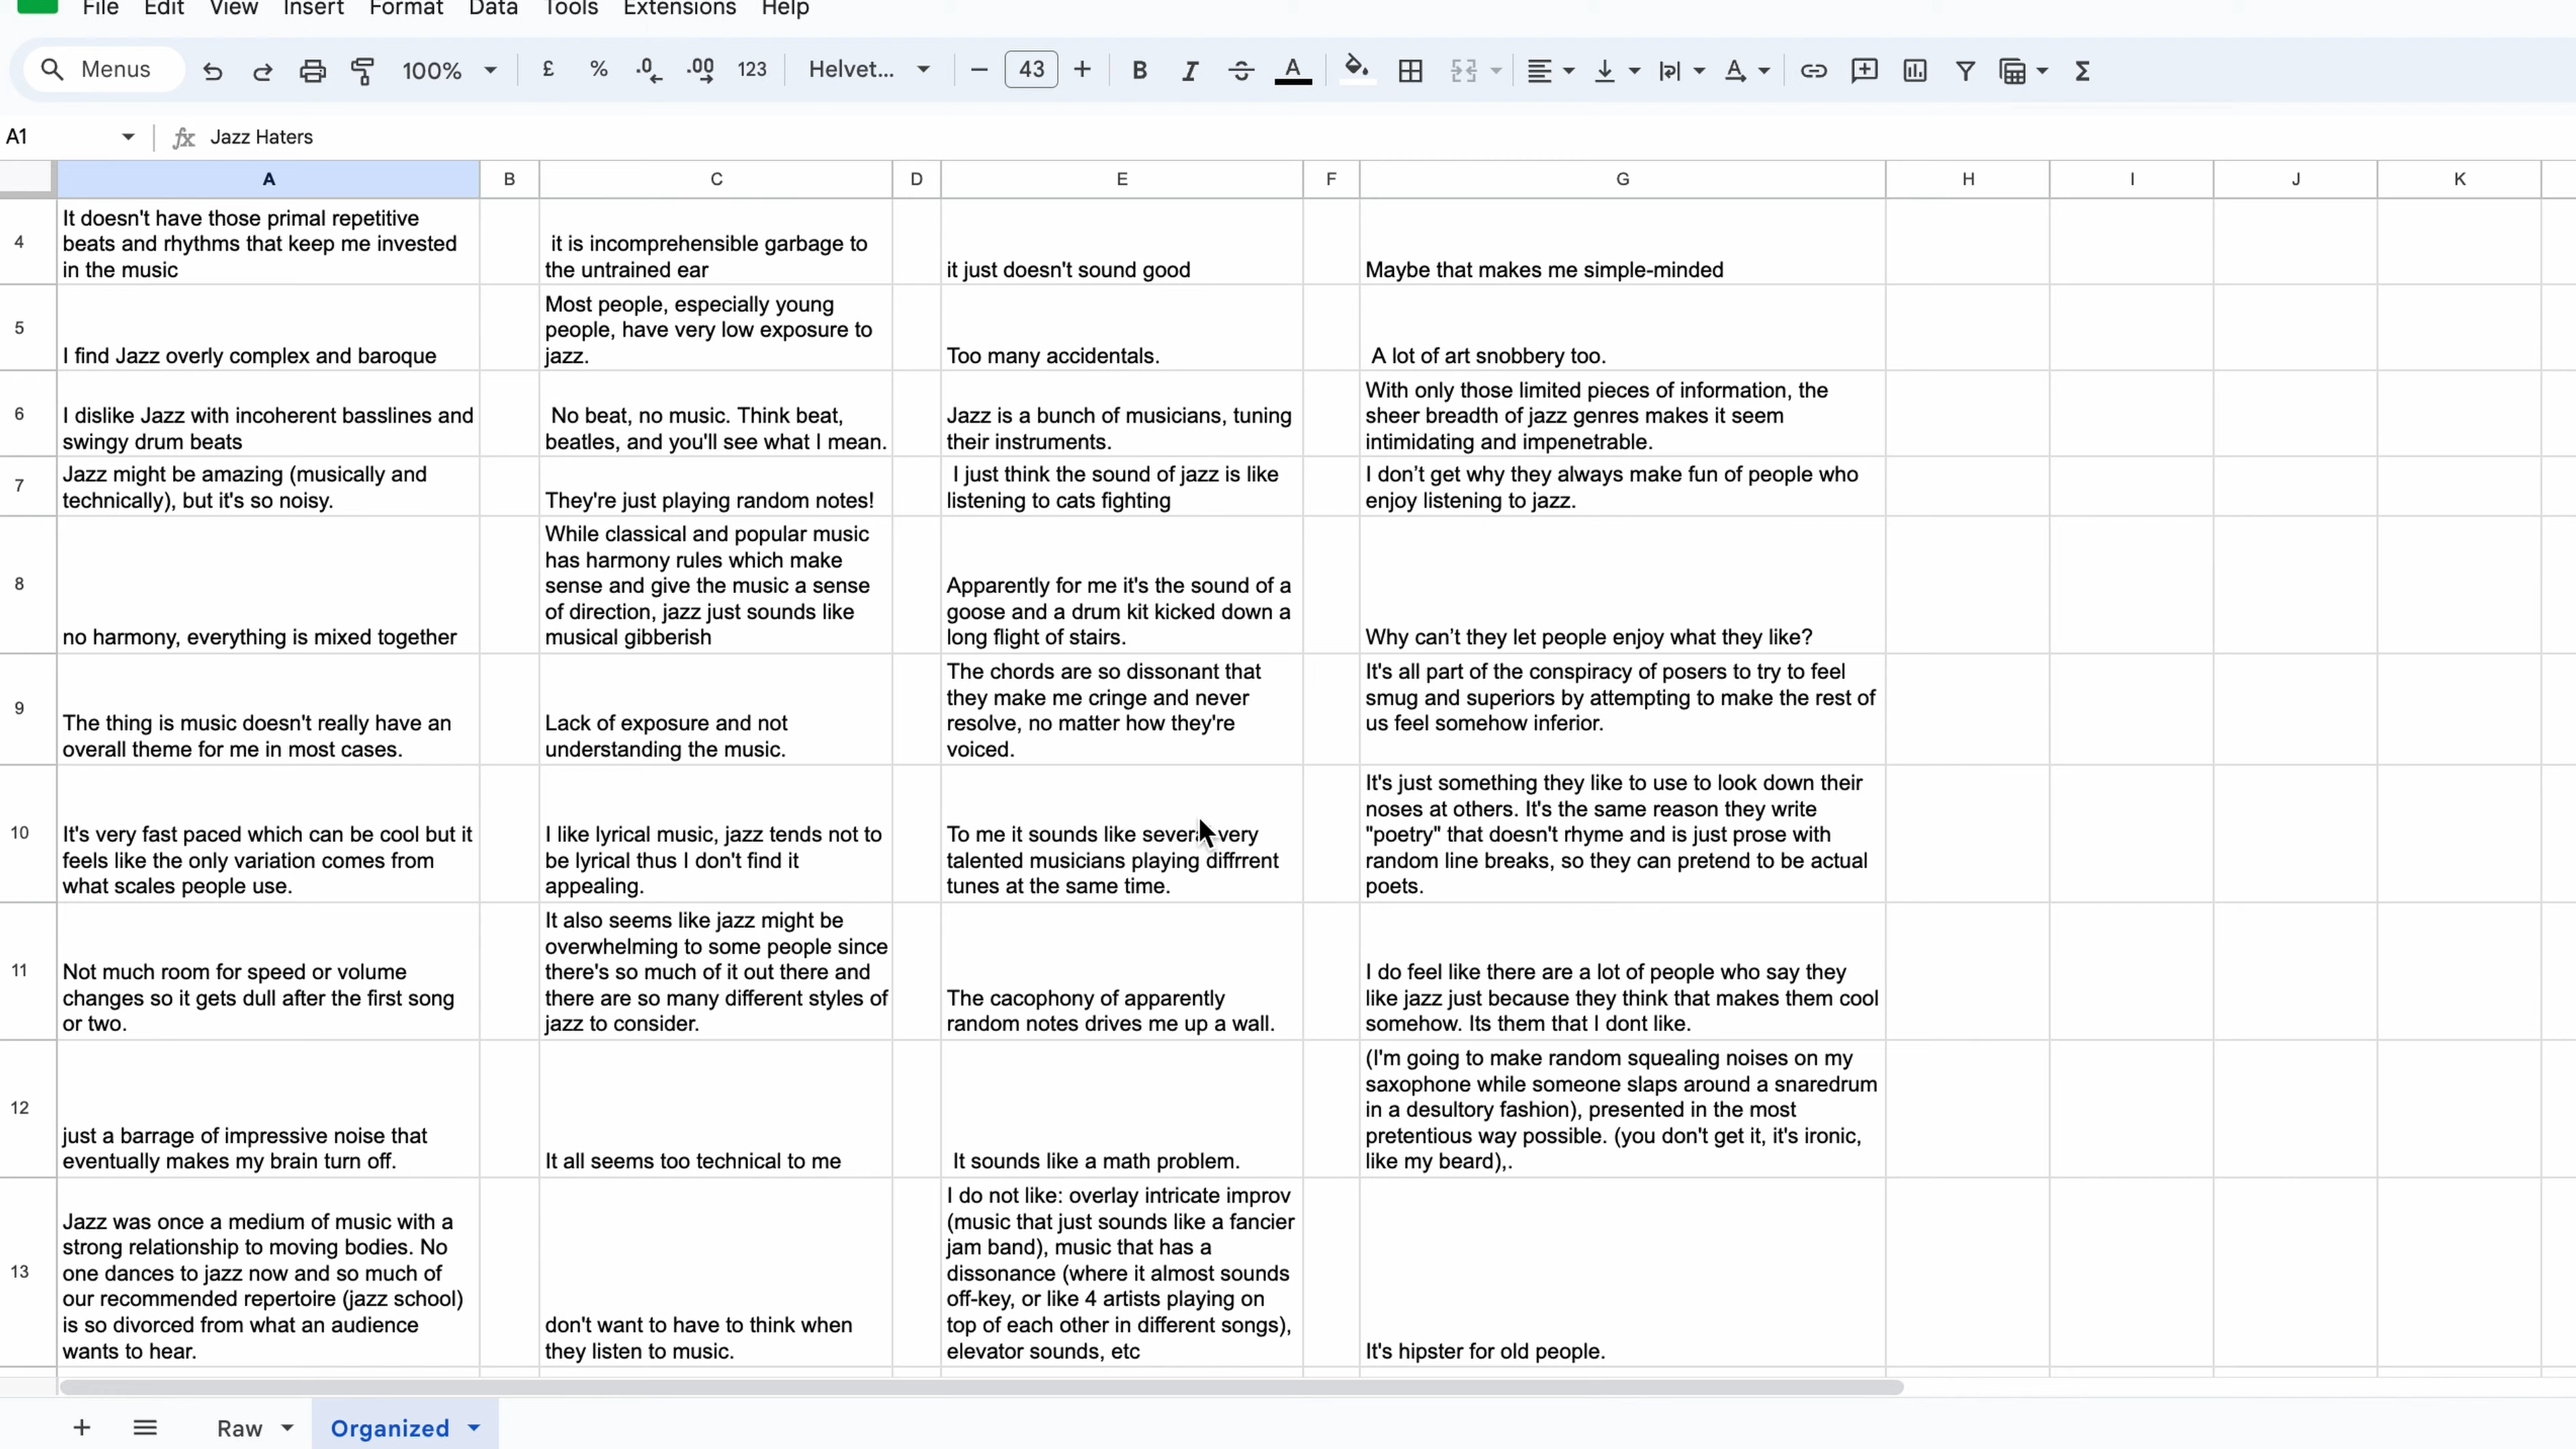 File Edit View Insert Format Data Tools Extensions Help
Menus 100% £ % .0 .00 123 Helvet... 43 B I S A A Σ
A1 fx Jazz Haters
A B C D E F G H I J K
4
It doesn't have those primal repetitive
beats and rhythms that keep me invested
in the music
it is incomprehensible garbage to
the untrained ear
it just doesn't sound good
Maybe that makes me simple-minded
5
I find Jazz overly complex and baroque
Most people, especially young
people, have very low exposure to
jazz.
Too many accidentals.
A lot of art snobbery too.
6
I dislike Jazz with incoherent basslines and
swingy drum beats
No beat, no music. Think beat,
beatles, and you'll see what I mean.
Jazz is a bunch of musicians, tuning
their instruments.
With only those limited pieces of information, the
sheer breadth of jazz genres makes it seem
intimidating and impenetrable.
7
Jazz might be amazing (musically and
technically), but it's so noisy.
They're just playing random notes!
I just think the sound of jazz is like
listening to cats fighting
I don’t get why they always make fun of people who
enjoy listening to jazz.
8
no harmony, everything is mixed together
While classical and popular music
has harmony rules which make
sense and give the music a sense
of direction, jazz just sounds like
musical gibberish
Apparently for me it's the sound of a
goose and a drum kit kicked down a
long flight of stairs.
Why can’t they let people enjoy what they like?
9
The thing is music doesn't really have an
overall theme for me in most cases.
Lack of exposure and not
understanding the music.
The chords are so dissonant that
they make me cringe and never
resolve, no matter how they're
voiced.
It's all part of the conspiracy of posers to try to feel
smug and superiors by attempting to make the rest of
us feel somehow inferior.
10
It's very fast paced which can be cool but it
feels like the only variation comes from
what scales people use.
I like lyrical music, jazz tends not to
be lyrical thus I don't find it
appealing.
To me it sounds like several very
talented musicians playing diffrrent
tunes at the same time.
It's just something they like to use to look down their
noses at others. It's the same reason they write
"poetry" that doesn't rhyme and is just prose with
random line breaks, so they can pretend to be actual
poets.
11
Not much room for speed or volume
changes so it gets dull after the first song
or two.
It also seems like jazz might be
overwhelming to some people since
there's so much of it out there and
there are so many different styles of
jazz to consider.
The cacophony of apparently
random notes drives me up a wall.
I do feel like there are a lot of people who say they
like jazz just because they think that makes them cool
somehow. Its them that I dont like.
12
just a barrage of impressive noise that
eventually makes my brain turn off.
It all seems too technical to me
It sounds like a math problem.
(I'm going to make random squealing noises on my
saxophone while someone slaps around a snaredrum
in a desultory fashion), presented in the most
pretentious way possible. (you don't get it, it's ironic,
like my beard),.
13
Jazz was once a medium of music with a
strong relationship to moving bodies. No
one dances to jazz now and so much of
our recommended repertoire (jazz school)
is so divorced from what an audience
wants to hear.
don't want to have to think when
they listen to music.
I do not like: overlay intricate improv
(music that just sounds like a fancier
jam band), music that has a
dissonance (where it almost sounds
off-key, or like 4 artists playing on
top of each other in different songs),
elevator sounds, etc
It's hipster for old people.
Raw Organized